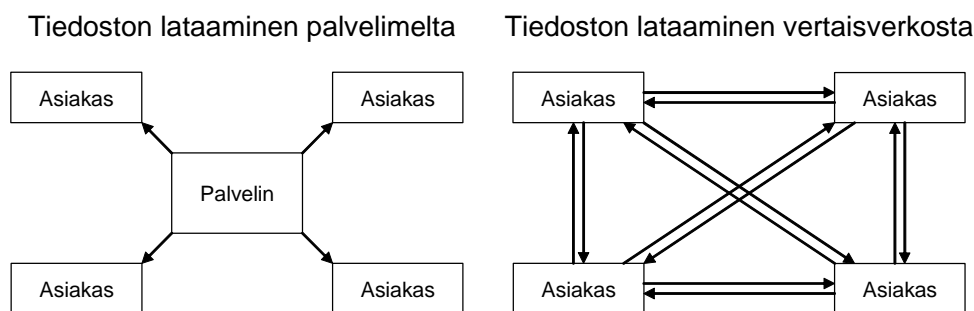 Tiedoston lataaminen palvelimelta
Tiedoston lataaminen vertaisverkosta
Asiakas
Asiakas
Asiakas
Asiakas
Palvelin
Asiakas
Asiakas
Asiakas
Asiakas